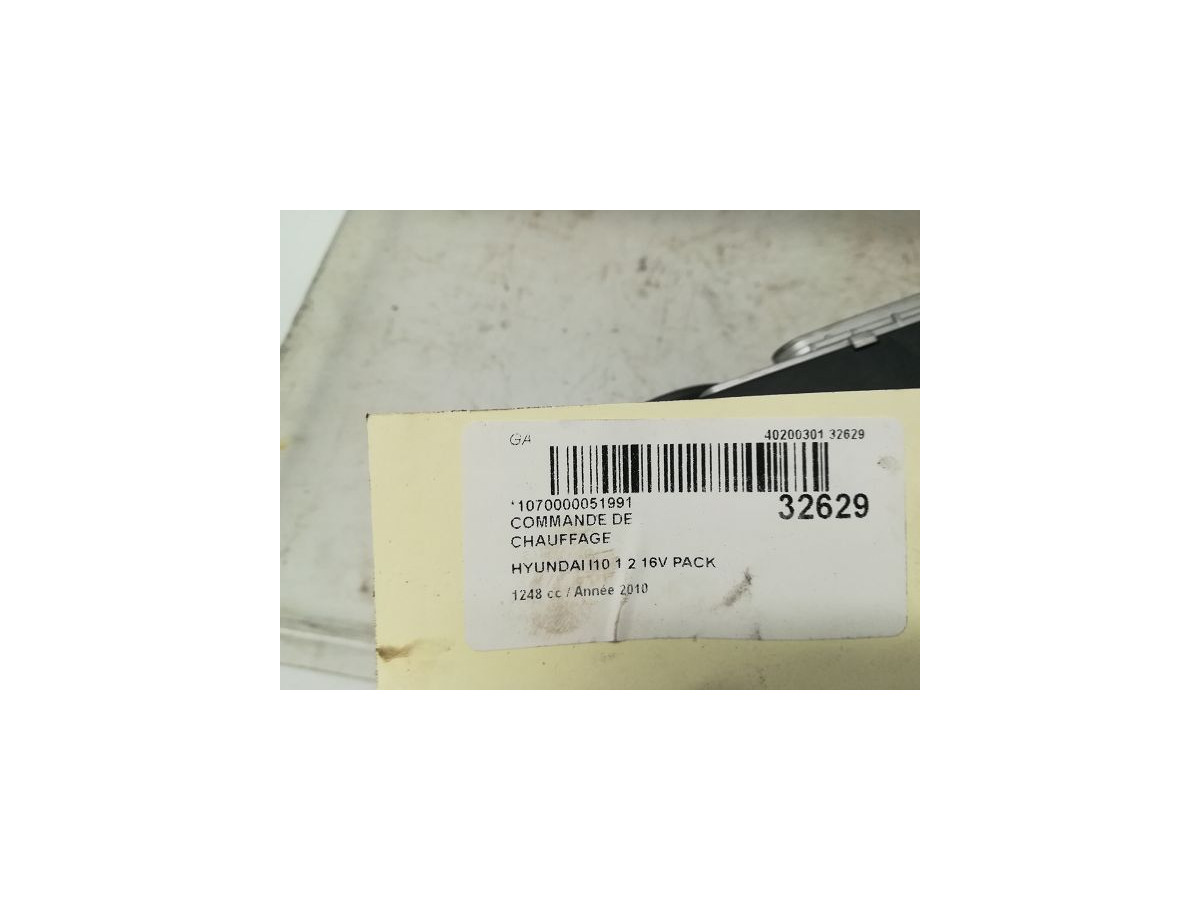 GA
40200301 32629
*1070000051991
32629
COMMANDE DE
CHAUFFAGE
HYUNDAI I10 1 2 16V PACK
1248 cc / Année 2010